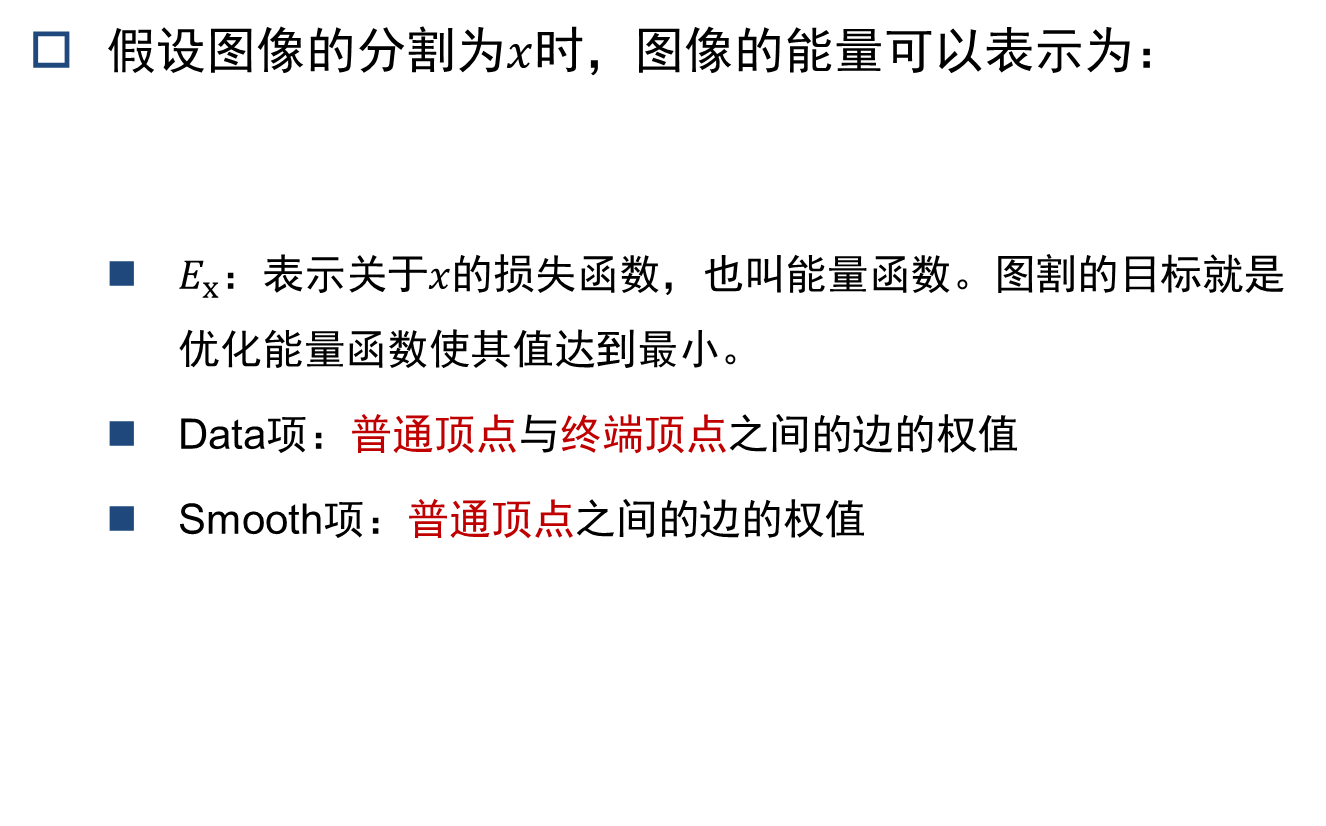 假设图像的分割为x时，图像的能量可以表示为：
Eₓ：表示关于x的损失函数，也叫能量函数。图割的目标就是
优化能量函数使其值达到最小。
Data项：普通顶点与终端顶点之间的边的权值
Smooth项：普通顶点之间的边的权值